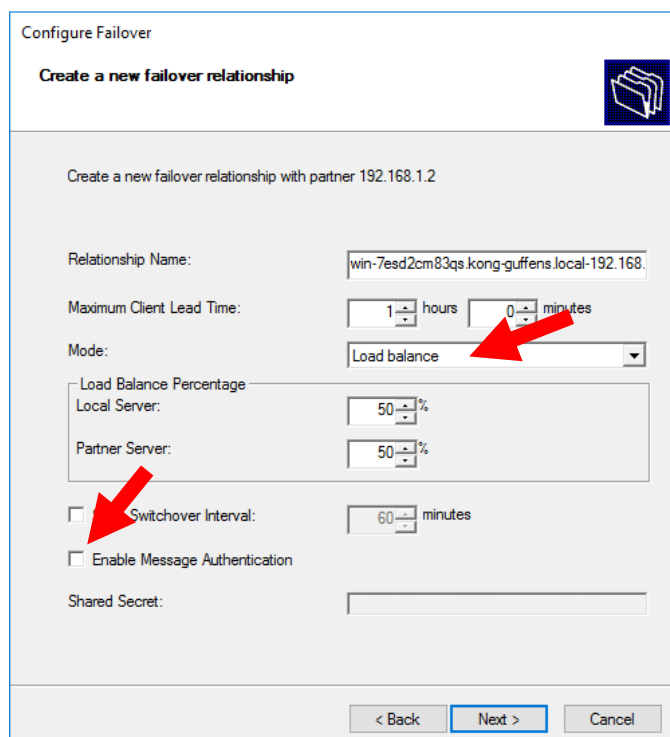 Configure Failover
Create a new failover relationship
Create a new failover relationship with partner 192.168.1.2
Relationship Name: win-7esd2cm83qs.kong-guffens.local-192.168.
Maximum Client Lead Time: 1 hours 0 minutes
Mode: Load balance
Load Balance Percentage
Local Server: 50 %
Partner Server: 50 %
Switchover Interval: 60 minutes
Enable Message Authentication
Shared Secret:
< Back Next > Cancel